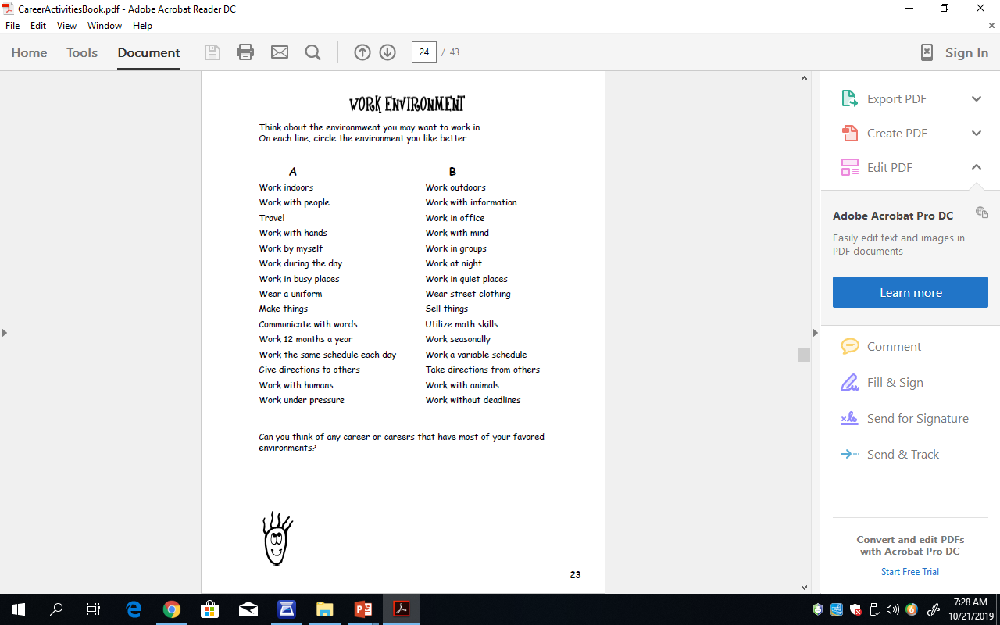 CareerActivitiesBook.pdf - Adobe Acrobat Reader DC
File Edit View Window Help
Home Tools Document 24 / 43 Sign In
WORK ENVIRONMENT
Think about the environmwent you may want to work in.
On each line, circle the environment you like better.
A B
Work indoors Work outdoors
Work with people Work with information
Travel Work in office
Work with hands Work with mind
Work by myself Work in groups
Work during the day Work at night
Work in busy places Work in quiet places
Wear a uniform Wear street clothing
Make things Sell things
Communicate with words Utilize math skills
Work 12 months a year Work seasonally
Work the same schedule each day Work a variable schedule
Give directions to others Take directions from others
Work with humans Work with animals
Work under pressure Work without deadlines
Can you think of any career or careers that have most of your favored
environments?
23
Export PDF
Create PDF
Edit PDF
Adobe Acrobat Pro DC
Easily edit text and images in
PDF documents
Learn more
Comment
Fill & Sign
Send for Signature
Send & Track
Convert and edit PDFs
with Acrobat Pro DC
Start Free Trial
7:28 AM
10/21/2019